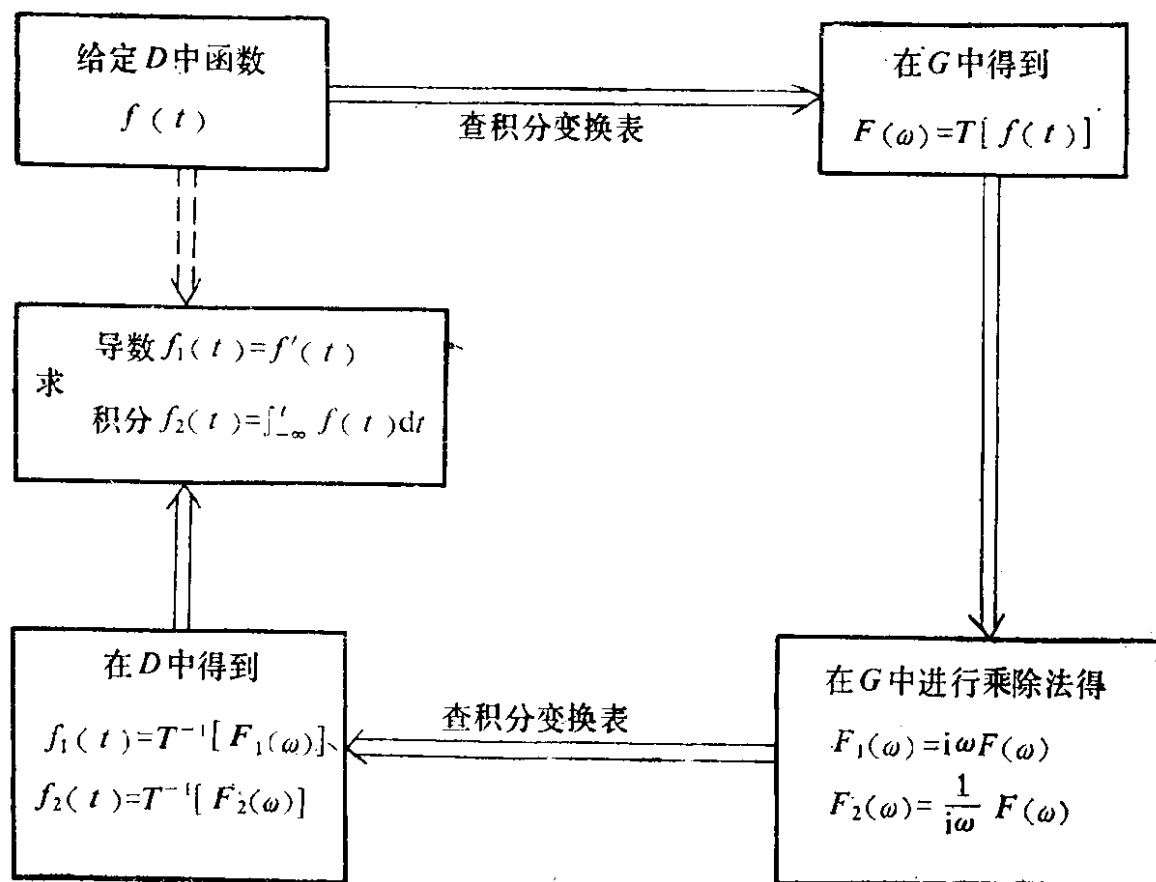 给定D中函数
f(t)
查积分变换表
在G中得到
F(ω)=T[f(t)]
求
导数f₁(t)=f′(t)
积分f₂(t)=∫′₋∞ f(t)dt
在G中进行乘除法得
F₁(ω)=iωF(ω)
F₂(ω)=1/iω F(ω)
查积分变换表
在D中得到
f₁(t)=T⁻¹[F₁(ω)]
f₂(t)=T⁻¹[F₂(ω)]